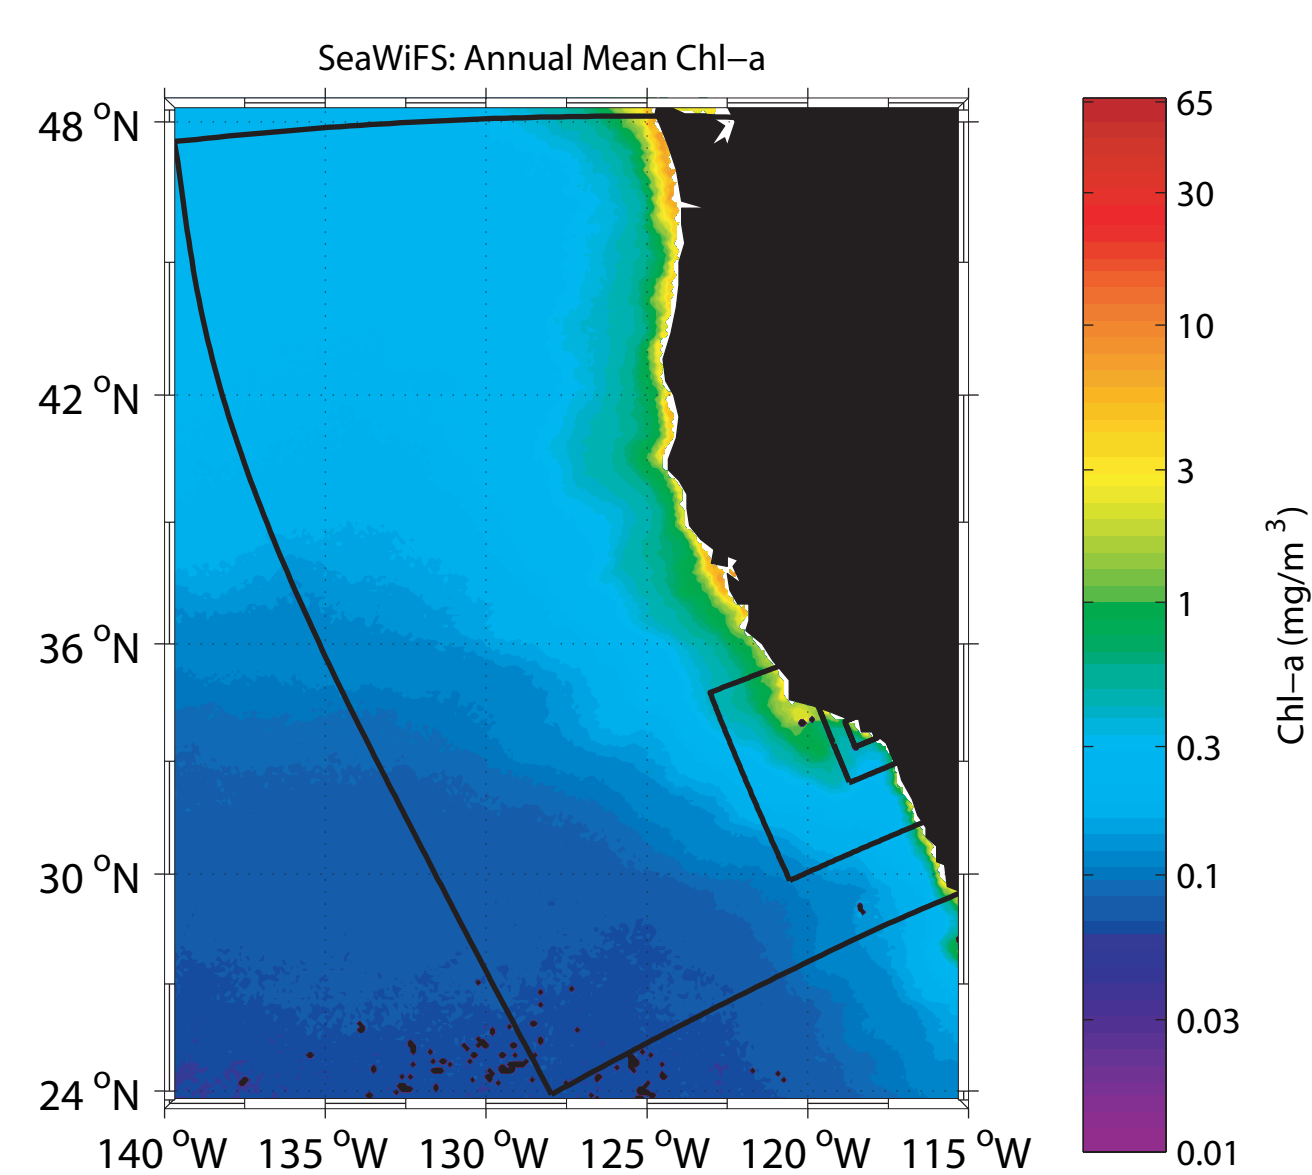 SeaWiFS: Annual Mean Chl−a
48 °N
42 °N
36 °N
30 °N
24 °N
140 °W 135 °W 130 °W 125 °W 120 °W 115 °W
65
30
10
3
1
0.3
0.1
0.03
0.01
Chl−a (mg/m ³)